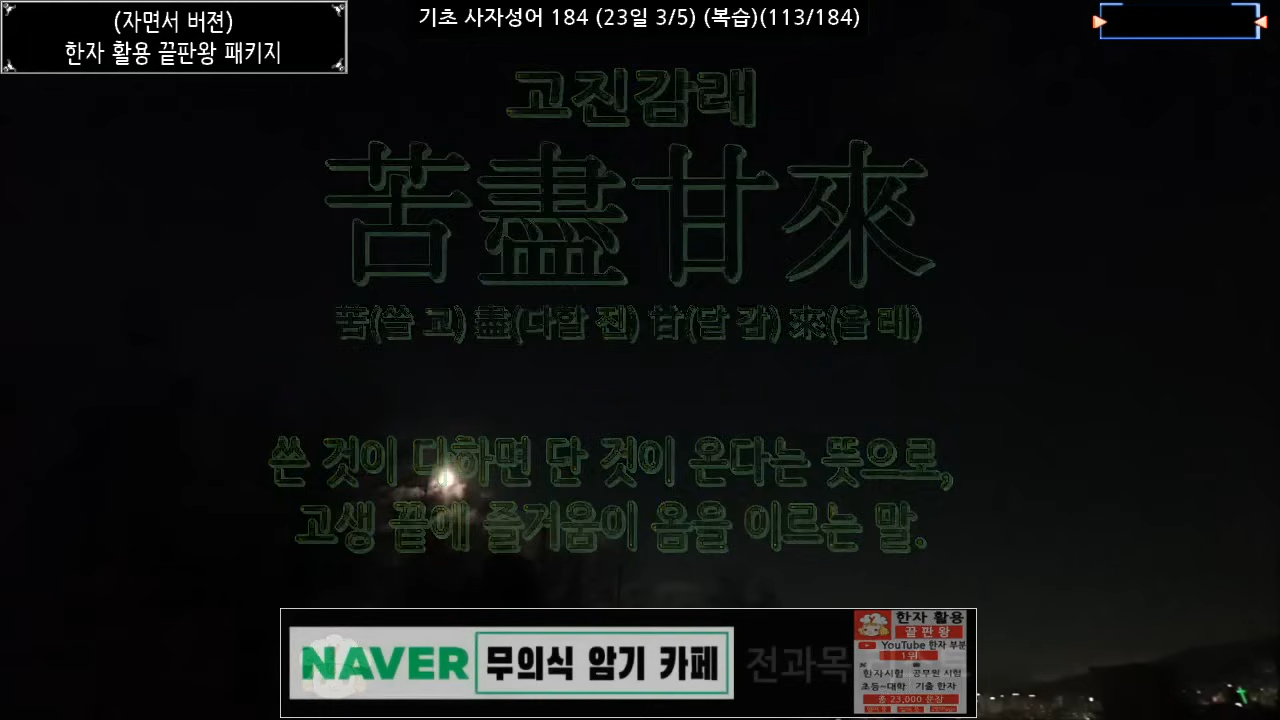 (자면서 버젼)
한자 활용 끝판왕 패키지
기초 사자성어 184 (23일 3/5) (복습)(113/184)
고진감래
苦盡甘來
苦(쓸 고) 盡(다할 진) 甘(달 감) 來(올 래)
쓴 것이 다하면 단 것이 온다는 뜻으로,
고생 끝에 즐거움이 옴을 이르는 말.
NAVER 무의식 암기 카페
전과목
한자 활용
끝판왕
YouTube 한자 부분
1위
한자시험 공무원 시험
초등~대학 기출 한자
총 23,000 문장